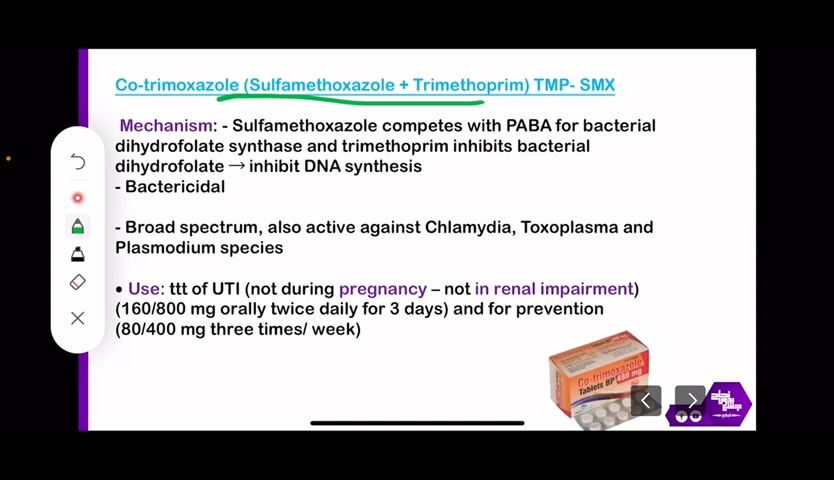 Co-trimoxazole (Sulfamethoxazole + Trimethoprim) TMP- SMX
Mechanism: - Sulfamethoxazole competes with PABA for bacterial
dihydrofolate synthase and trimethoprim inhibits bacterial
dihydrofolate → inhibit DNA synthesis
- Bactericidal
- Broad spectrum, also active against Chlamydia, Toxoplasma and
Plasmodium species
• Use: ttt of UTI (not during pregnancy – not in renal impairment)
(160/800 mg orally twice daily for 3 days) and for prevention
(80/400 mg three times/ week)
Co-trimoxazole
Tablets BP 480 mg